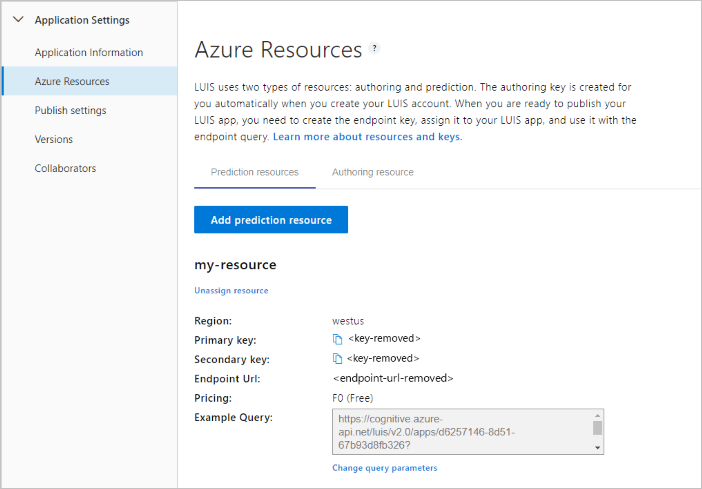 Application Settings
Application Information
Azure Resources
Publish settings
Versions
Collaborators
Azure Resources ?
LUIS uses two types of resources: authoring and prediction. The authoring key is created for
you automatically when you create your LUIS account. When you are ready to publish your
LUIS app, you need to create the endpoint key, assign it to your LUIS app, and use it with the
endpoint query. Learn more about resources and keys.
Prediction resources Authoring resource
Add prediction resource
my-resource
Unassign resource
Region: westus
Primary key: <key-removed>
Secondary key: <key-removed>
Endpoint Url: <endpoint-url-removed>
Pricing: F0 (Free)
Example Query: https://cognitive.azure-
api.net/luis/v2.0/apps/d6257146-8d51-
67b93d8fb326?
Change query parameters